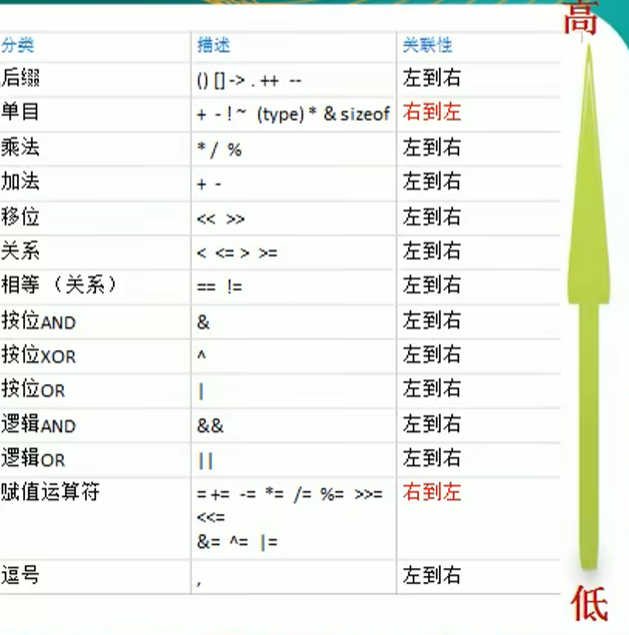 高
分类 描述 关联性
后缀 () [] -> . ++ -- 左到右
单目 + - ! ~ (type) * & sizeof 右到左
乘法 * / % 左到右
加法 + - 左到右
移位 << >> 左到右
关系 < <= > >= 左到右
相等 （关系） == != 左到右
按位AND & 左到右
按位XOR ^ 左到右
按位OR | 左到右
逻辑AND && 左到右
逻辑OR || 左到右
赋值运算符 = += -= *= /= %= >>= 右到左
<<=
&= ^= |=
逗号 , 左到右
低